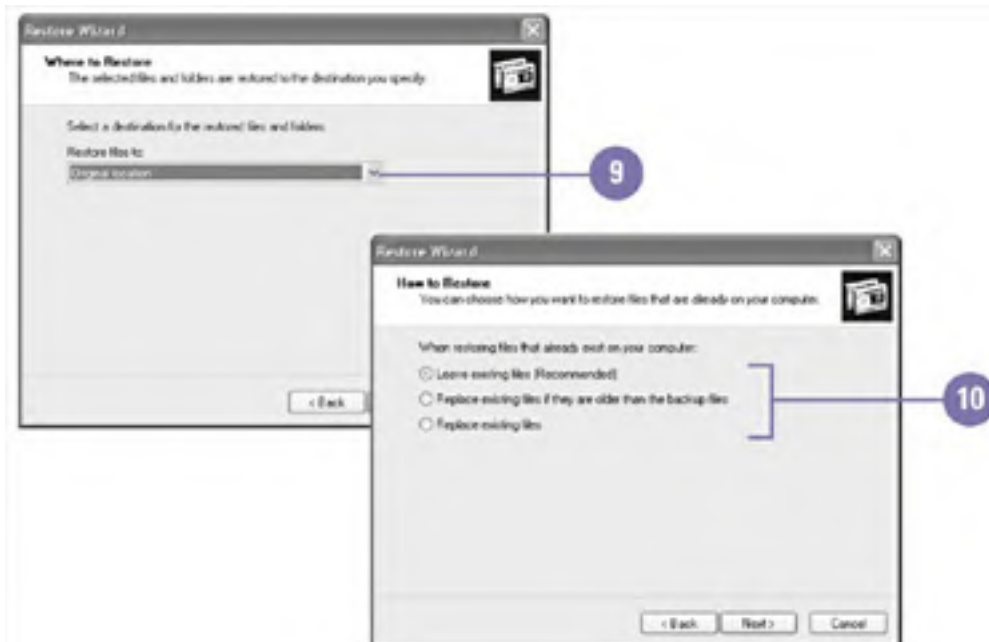 Restore Wizard
Where to Restore
The selected files and folders are restored to the destination you specify.
Select a destination for the restored files and folders.
Restore files to:
Original location
9
< Back
Restore Wizard
How to Restore
You can choose how you want to restore files that are already on your computer.
When restoring files that already exist on your computer:
Leave existing files (Recommended)
Replace existing files if they are older than the backup files
Replace existing files
10
< Back
Next >
Cancel